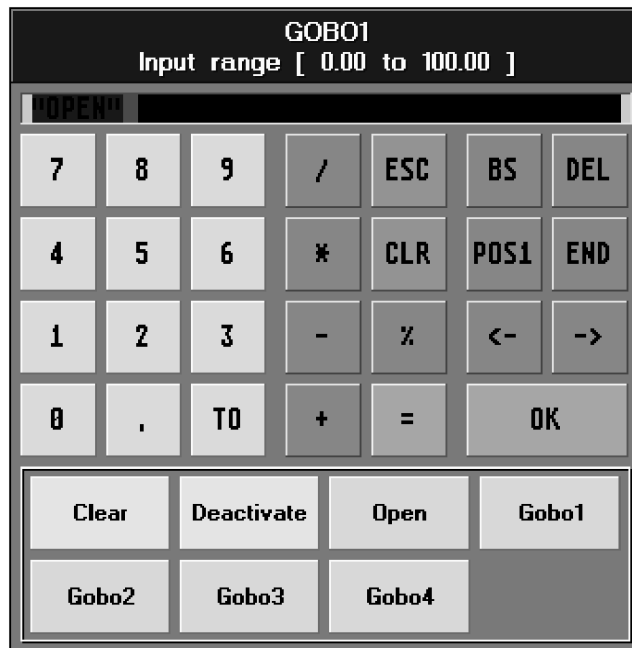 GOBO1
Input range [ 0.00 to 100.00 ]
"OPEN"
7 8 9 / ESC BS DEL
4 5 6 * CLR POS1 END
1 2 3 - % <- ->
0 . TO + = OK
Clear Deactivate Open Gobo1
Gobo2 Gobo3 Gobo4